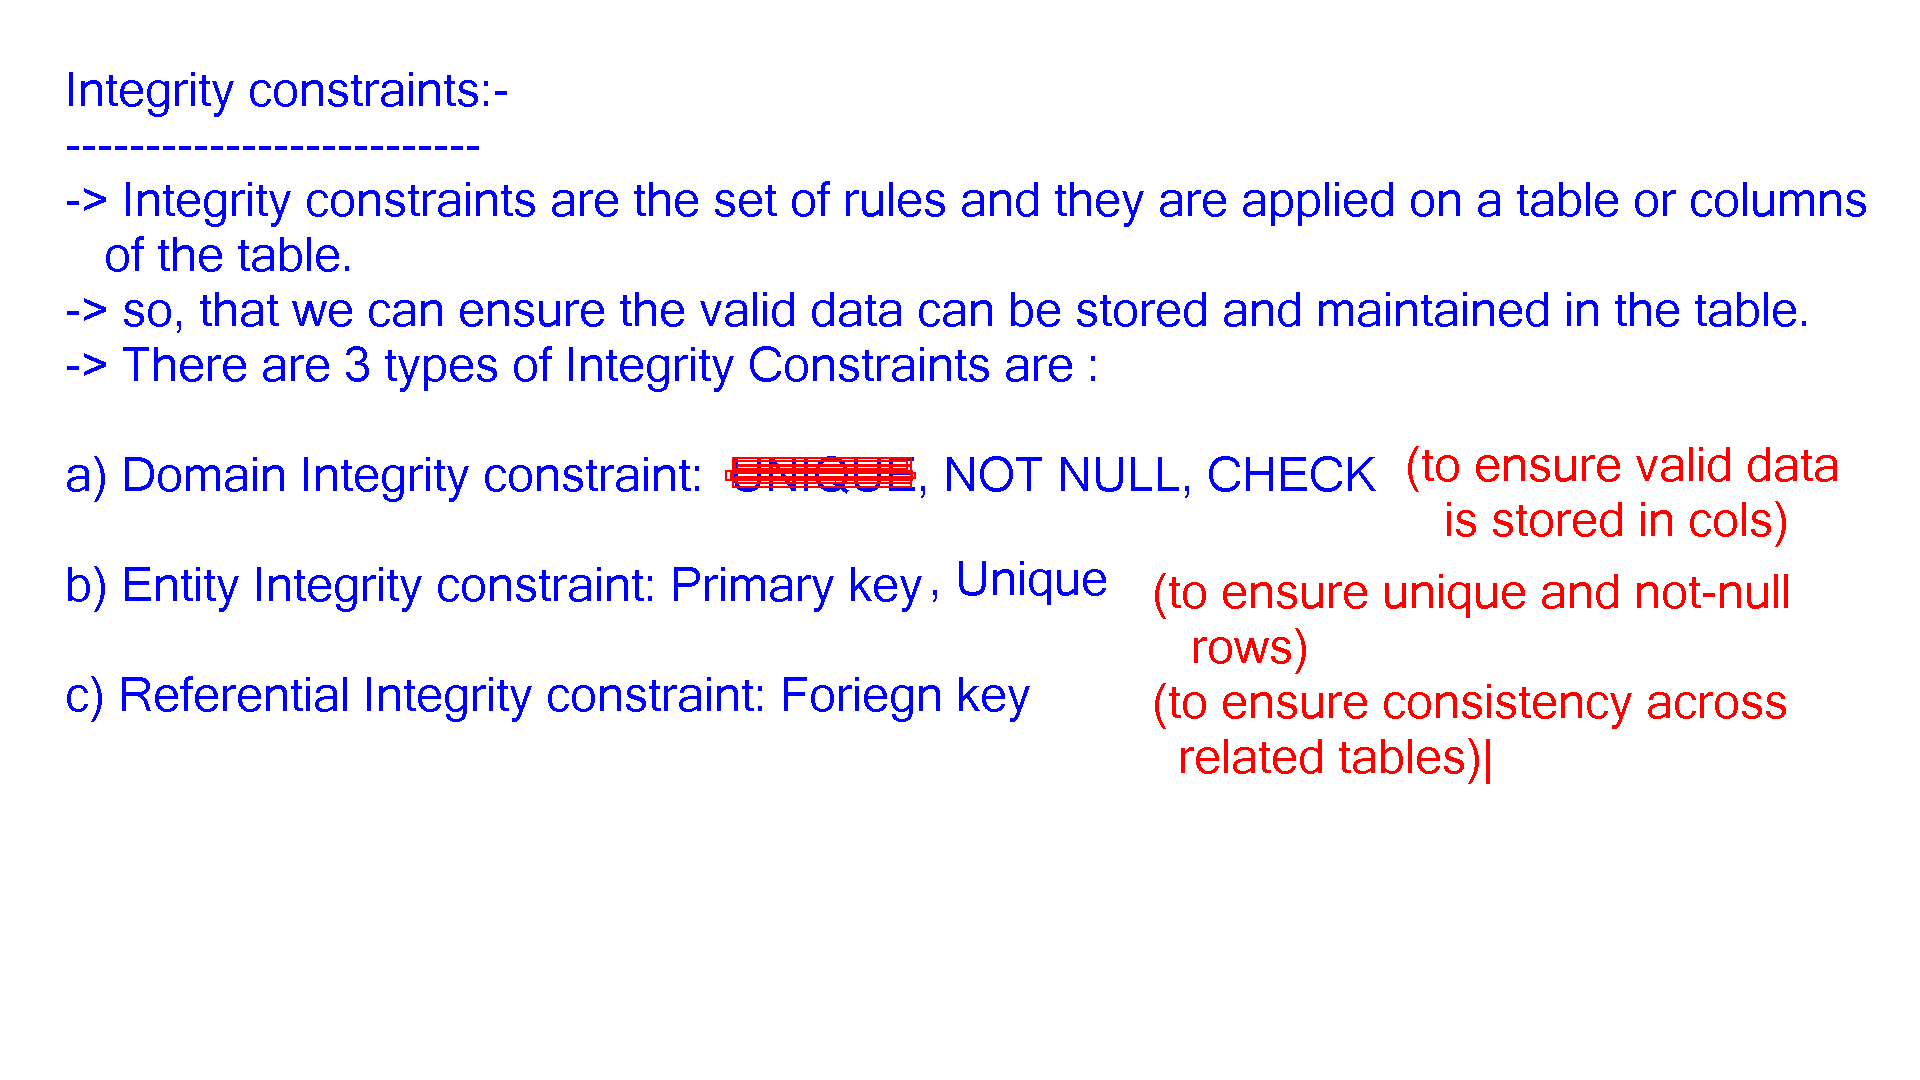 Integrity constraints:-
--------------------------
-> Integrity constraints are the set of rules and they are applied on a table or columns
of the table.
-> so, that we can ensure the valid data can be stored and maintained in the table.
-> There are 3 types of Integrity Constraints are :
a) Domain Integrity constraint: UNIQUE, NOT NULL, CHECK (to ensure valid data
is stored in cols)
b) Entity Integrity constraint: Primary key , Unique (to ensure unique and not-null
rows)
c) Referential Integrity constraint: Foriegn key (to ensure consistency across
related tables)